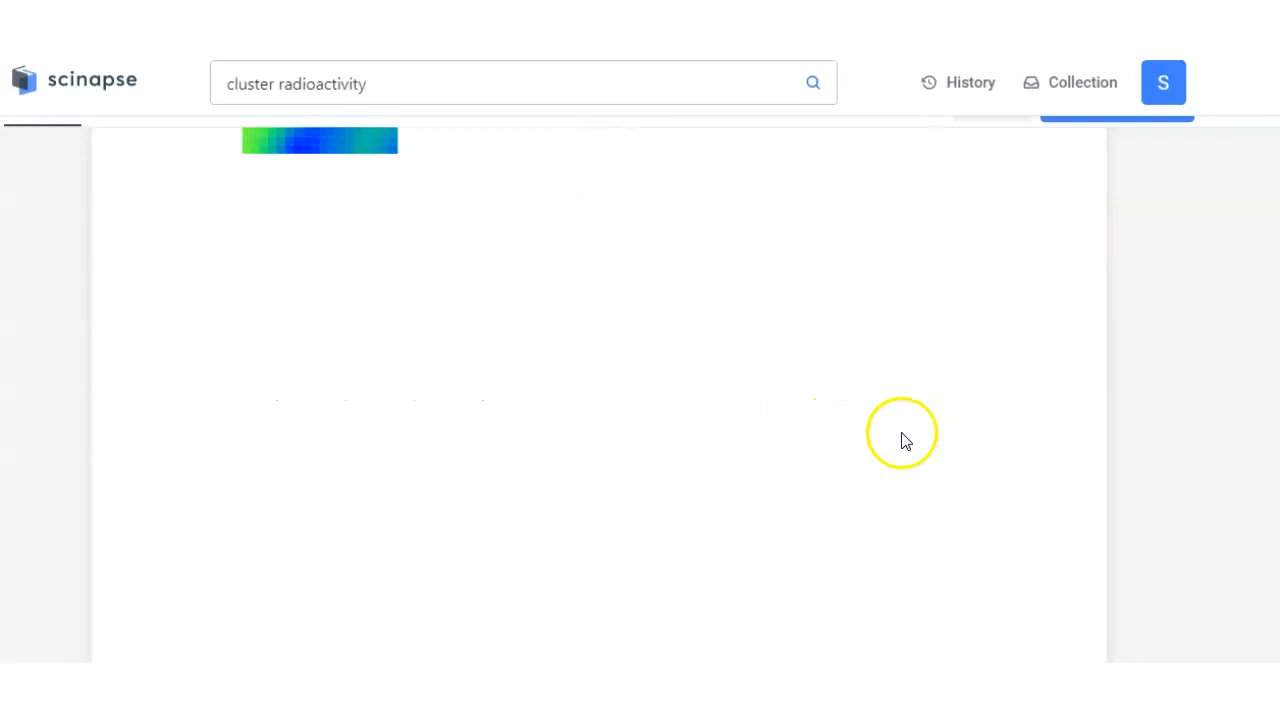 scinapse
cluster radioactivity
History
Collection
S